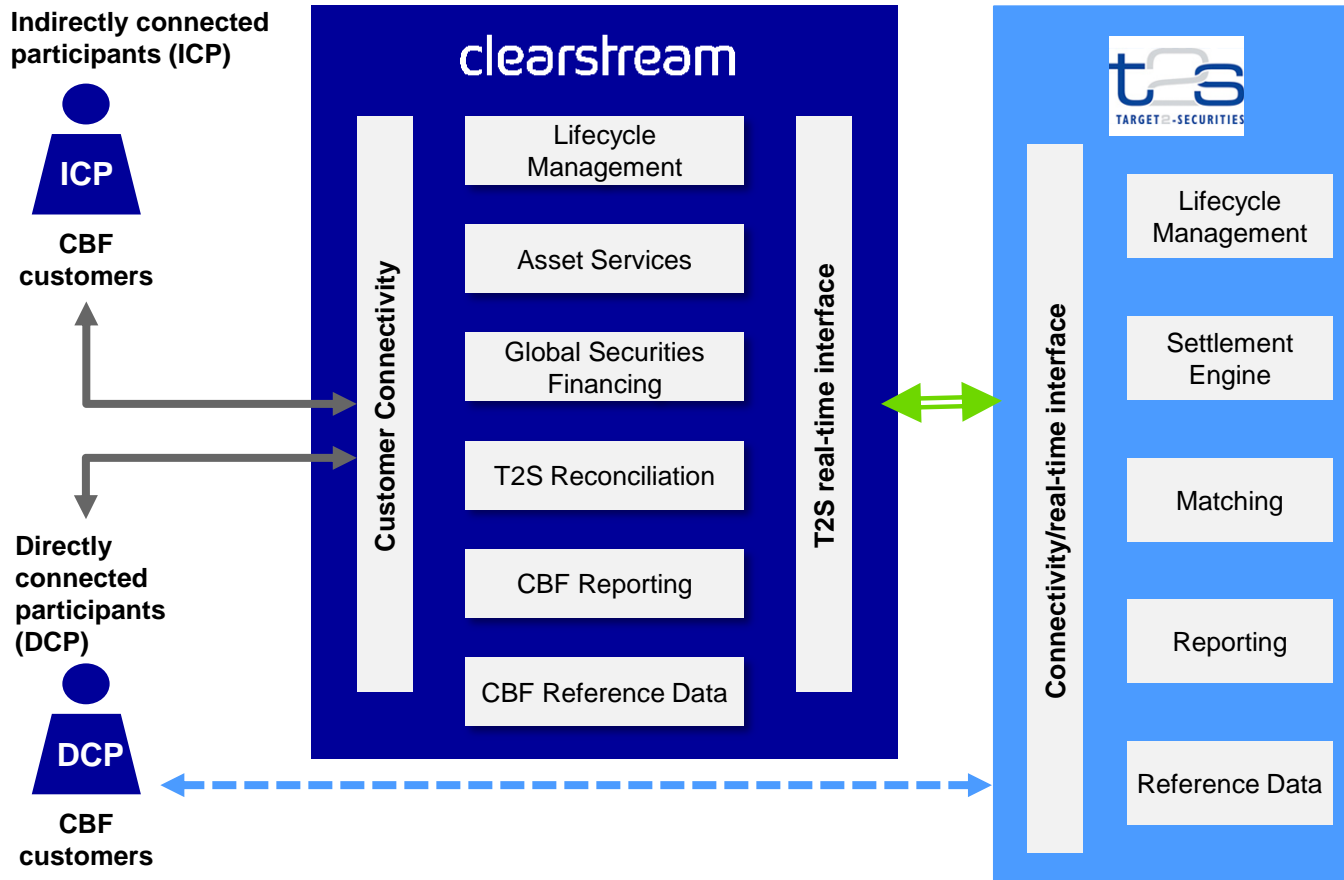 Indirectly connected
participants (ICP)
ICP
CBF
customers
Directly
connected
participants
(DCP)
DCP
CBF
customers
clearstream
Customer Connectivity
Lifecycle
Management
Asset Services
Global Securities
Financing
T2S Reconciliation
CBF Reporting
CBF Reference Data
T2S real-time interface
t2s
TARGET2-SECURITIES
Connectivity/real-time interface
Lifecycle
Management
Settlement
Engine
Matching
Reporting
Reference Data